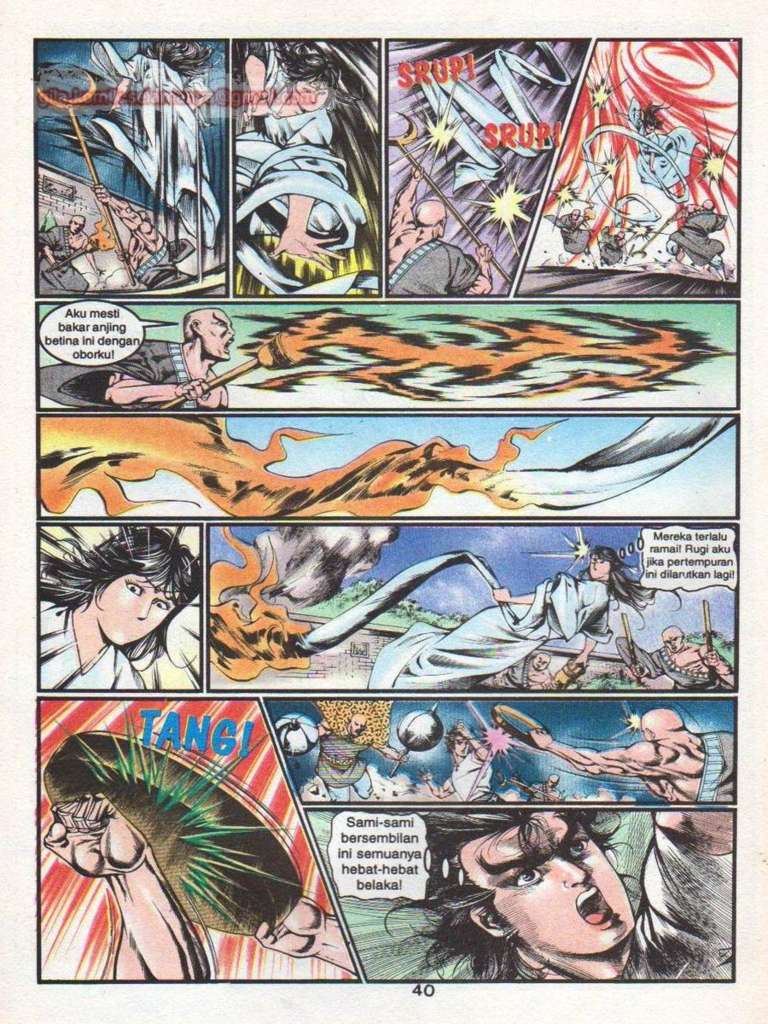 SRUP!
SRUP!
Aku mesti
bakar anjing
betina ini dengan
oborku!
Mereka terlalu
ramai! Rugi aku
jika pertempuran
ini dilarutkan lagi!
TANG!
Sami-sami
bersembilan
ini semuanya
hebat-hebat
belaka!
40